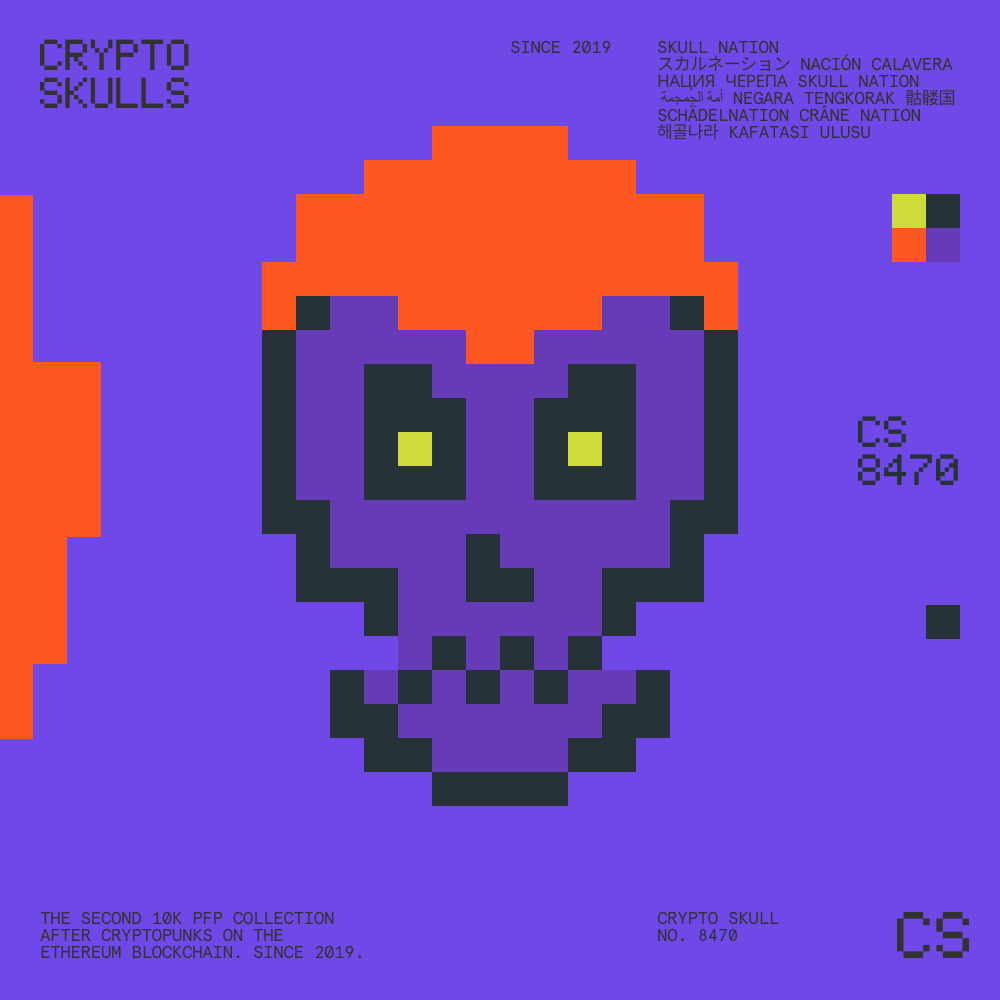 CRYPTO
SKULLS
SINCE 2019
SKULL NATION
スカルネーション NACIÓN CALAVERA
НАЦИЯ ЧЕРЕПА SKULL NATION
أمة الجمجمة NEGARA TENGKORAK 骷髅国
SCHÄDELNATION CRÂNE NATION
해골나라 KAFATASI ULUSU
CS
8470
THE SECOND 10K PFP COLLECTION
AFTER CRYPTOPUNKS ON THE
ETHEREUM BLOCKCHAIN. SINCE 2019.
CRYPTO SKULL
NO. 8470
CS